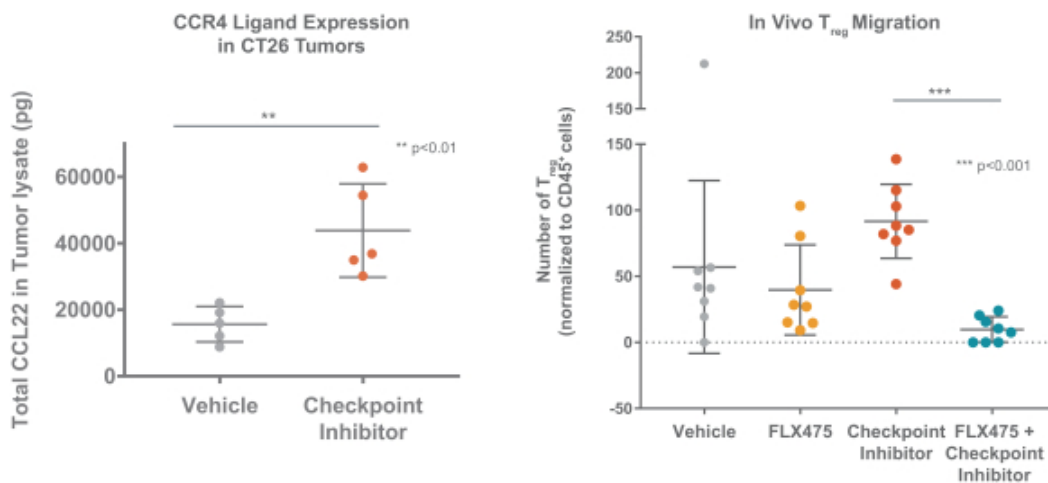 CCR4 Ligand Expression
in CT26 Tumors
Total CCL22 in Tumor lysate (pg)
60000
40000
20000
0
**
** p<0.01
Vehicle
Checkpoint
Inhibitor
In Vivo Treg Migration
Number of Treg
(normalized to CD45+ cells)
250
200
150
150
100
50
0
-50
***
*** p<0.001
Vehicle
FLX475
Checkpoint
Inhibitor
FLX475 +
Checkpoint
Inhibitor